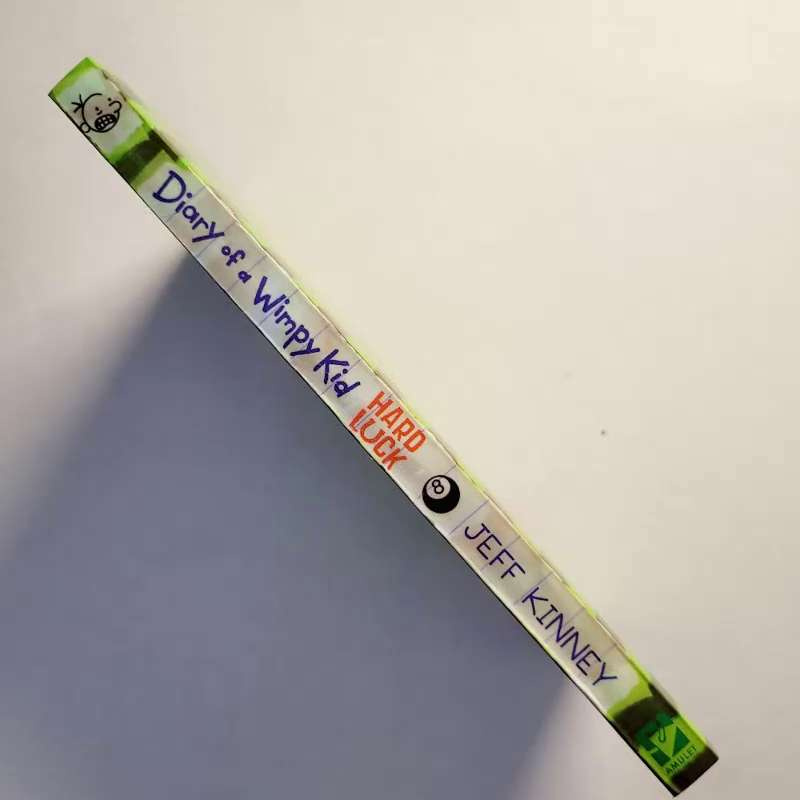 Diary of a Wimpy Kid
HARD
LUCK
8
JEFF KINNEY
AMULET